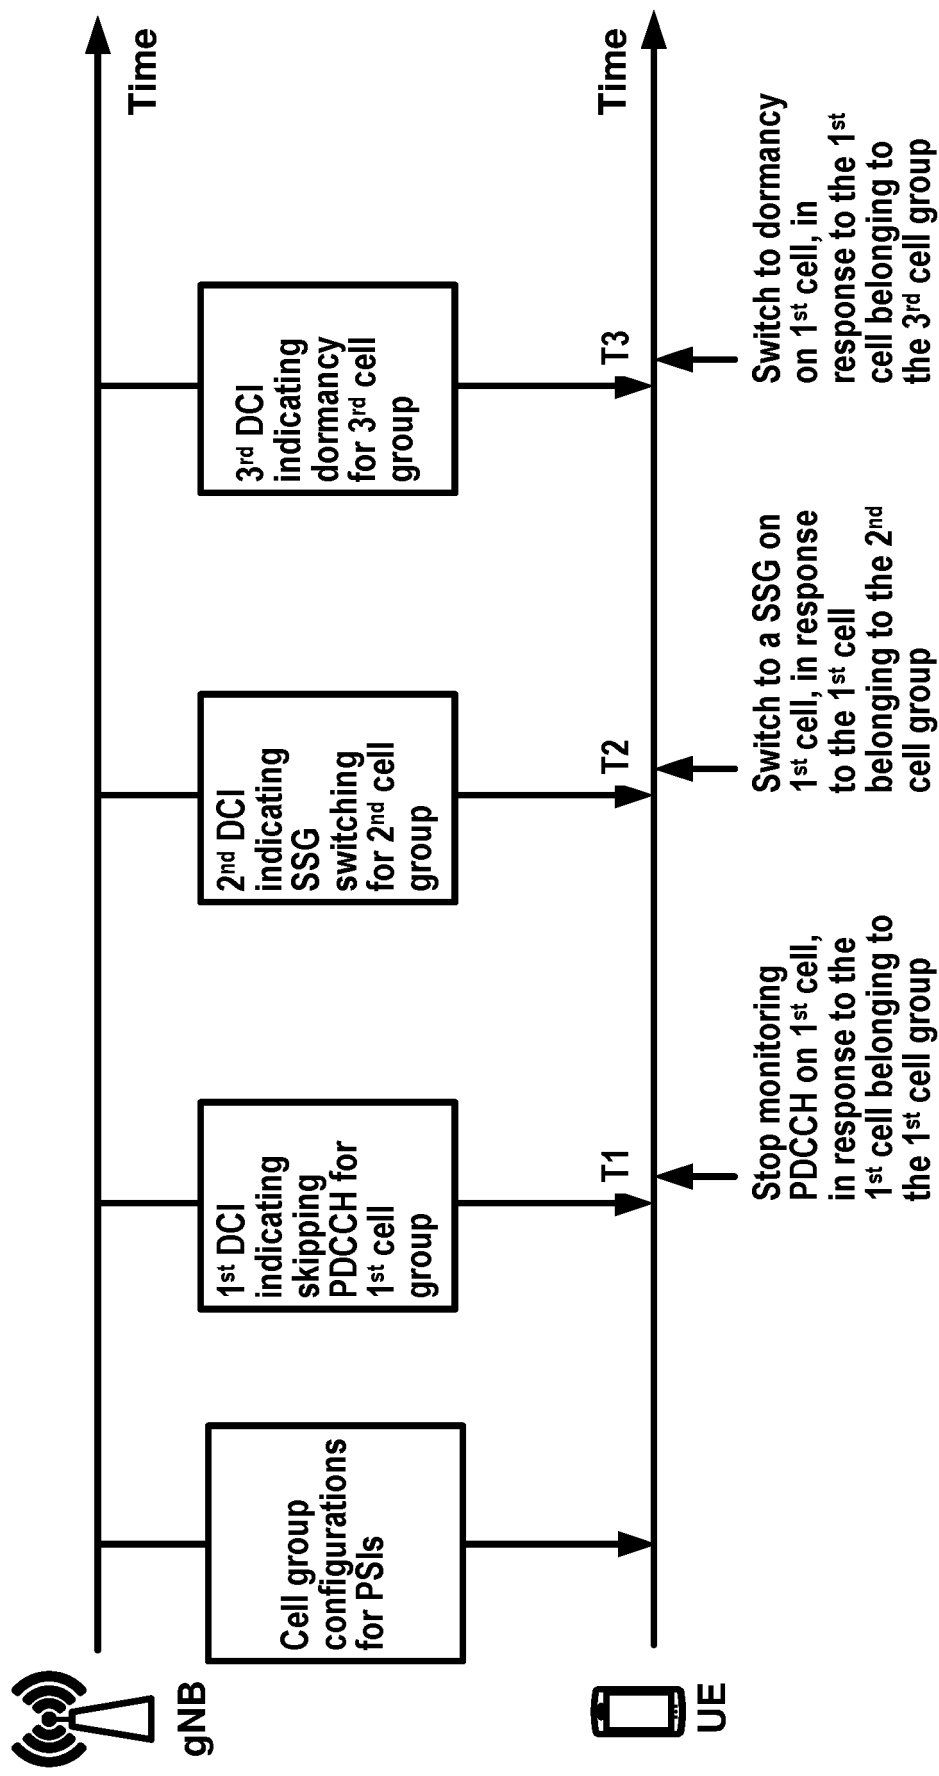 gNB
Time
Cell group
configurations
for PSIs
1st DCI
indicating
skipping
PDCCH for
1st cell
group
2nd DCI
indicating
SSG
switching
for 2nd cell
group
3rd DCI
indicating
dormancy
for 3rd cell
group
UE
T1
T2
T3
Time
Stop monitoring
PDCCH on 1st cell,
in response to the
1st cell belonging to
the 1st cell group
Switch to a SSG on
1st cell, in response
to the 1st cell
belonging to the 2nd
cell group
Switch to dormancy
on 1st cell, in
response to the 1st
cell belonging to
the 3rd cell group